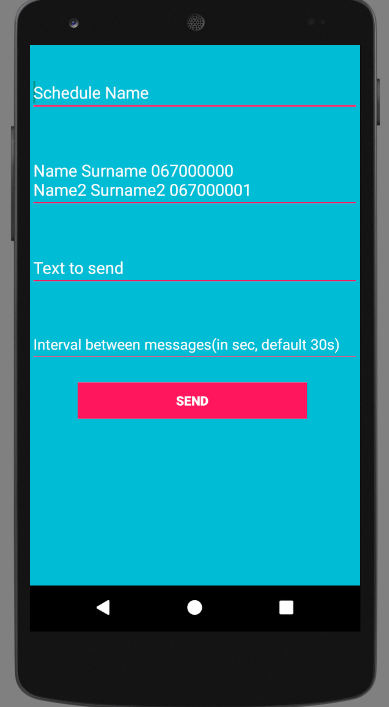 Schedule Name
Name Surname 067000000
Name2 Surname2 067000001
Text to send
Interval between messages(in sec, default 30s)
SEND